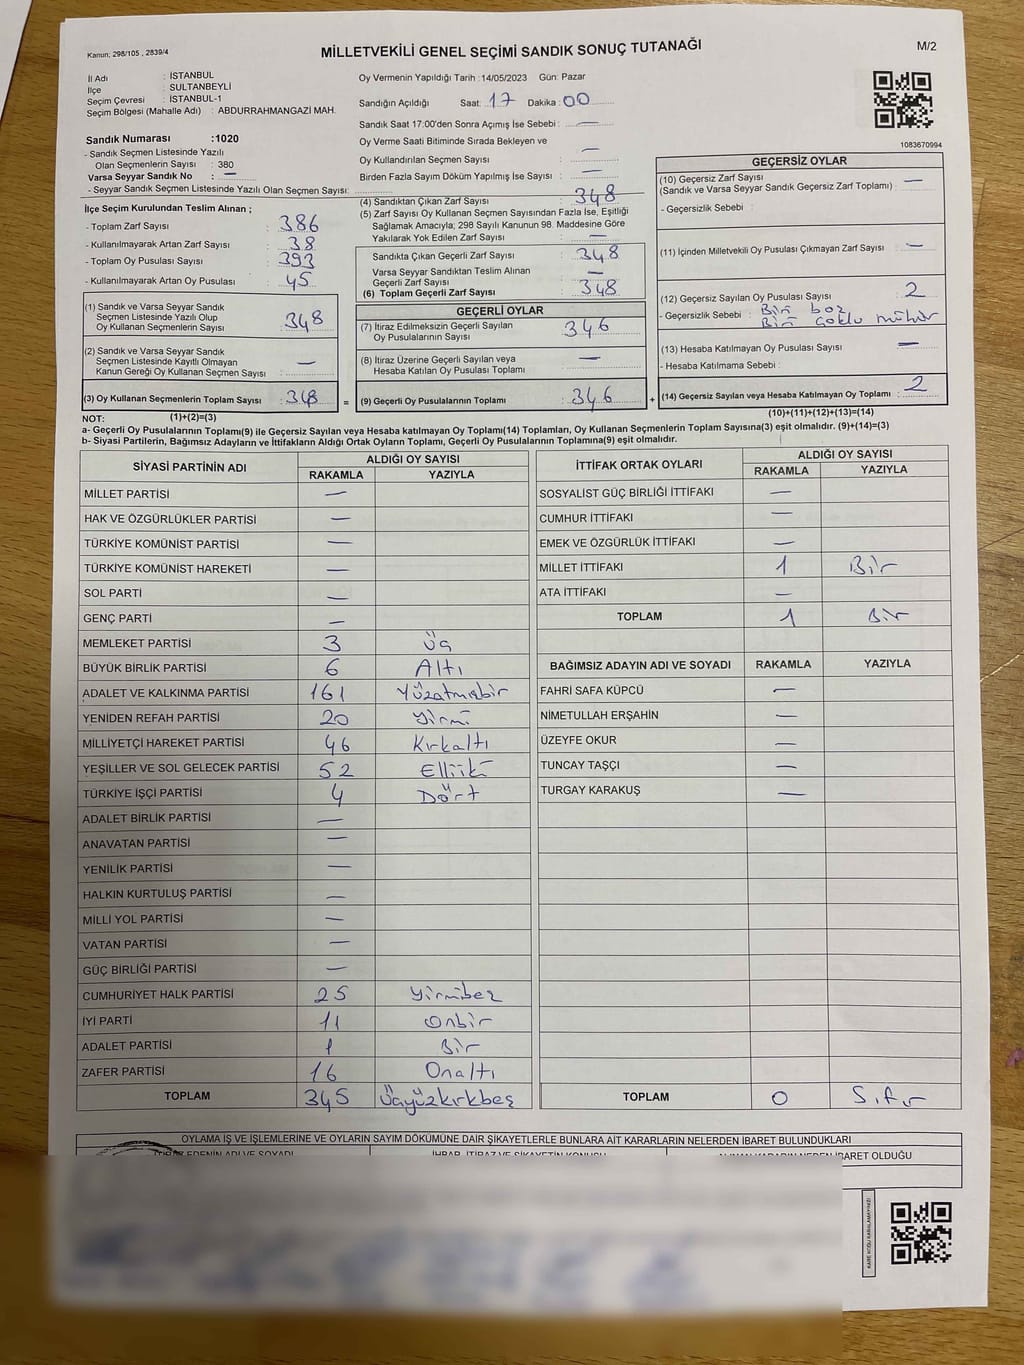 Kanun; 298/105 , 2839/4
MİLLETVEKİLİ GENEL SEÇİMİ SANDIK SONUÇ TUTANAĞI
M/2
İl Adı : İSTANBUL
İlçe : SULTANBEYLİ
Seçim Çevresi : İSTANBUL-1
Seçim Bölgesi (Mahalle Adı) : ABDURRAHMANGAZİ MAH.
Sandık Numarası :1020
- Sandık Seçmen Listesinde Yazılı
Olan Seçmenlerin Sayısı : 380
Varsa Seyyar Sandık No : —
- Seyyar Sandık Seçmen Listesinde Yazılı Olan Seçmen Sayısı:
İlçe Seçim Kurulundan Teslim Alınan ;
- Toplam Zarf Sayısı : 386
- Kullanılmayarak Artan Zarf Sayısı : 38
- Toplam Oy Pusulası Sayısı : 393
- Kullanılmayarak Artan Oy Pusulası : 45
(1) Sandık ve Varsa Seyyar Sandık
Seçmen Listesinde Yazılı Olup
Oy Kullanan Seçmenlerin Sayısı : 348
(2) Sandık ve Varsa Seyyar Sandık
Seçmen Listesinde Kayıtlı Olmayan
Kanun Gereği Oy Kullanan Seçmen Sayısı : —
(3) Oy Kullanan Seçmenlerin Toplam Sayısı : 348
(1)+(2)=(3)
Oy Vermenin Yapıldığı Tarih :14/05/2023 Gün: Pazar
Sandığın Açıldığı Saat: 17 Dakika: 00
Sandık Saat 17:00'den Sonra Açımış İse Sebebi : —
Oy Verme Saati Bitiminde Sırada Bekleyen ve
Oy Kullandırılan Seçmen Sayısı : —
Birden Fazla Sayım Döküm Yapılmış İse Sayısı : —
(4) Sandıktan Çıkan Zarf Sayısı : 348
(5) Zarf Sayısı Oy Kullanan Seçmen Sayısından Fazla İse, Eşitliği
Sağlamak Amacıyla; 298 Sayılı Kanunun 98. Maddesine Göre
Yakılarak Yok Edilen Zarf Sayısı : —
Sandıkta Çıkan Geçerli Zarf Sayısı : 348
Varsa Seyyar Sandıktan Teslim Alınan
Geçerli Zarf Sayısı : —
(6) Toplam Geçerli Zarf Sayısı : 348
GEÇERLİ OYLAR
(7) İtiraz Edilmeksizin Geçerli Sayılan
Oy Pusulalarının Sayısı : 346
(8) İtiraz Üzerine Geçerli Sayılan veya
Hesaba Katılan Oy Pusulası Toplamı : —
= (9) Geçerli Oy Pusulalarının Toplamı : 346 +
1083670994
GEÇERSİZ OYLAR
(10) Geçersiz Zarf Sayısı
(Sandık ve Varsa Seyyar Sandık Geçersiz Zarf Toplamı) : —
- Geçersizlik Sebebi :
(11) İçinden Milletvekili Oy Pusulası Çıkmayan Zarf Sayısı : —
(12) Geçersiz Sayılan Oy Pusulası Sayısı : 2
- Geçersizlik Sebebi : Biri boş
Biri çoklu mühür
(13) Hesaba Katılmayan Oy Pusulası Sayısı : —
- Hesaba Katılmama Sebebi :
(14) Geçersiz Sayılan veya Hesaba Katılmayan Oy Toplamı : 2
(10)+(11)+(12)+(13)=(14)
NOT:
a- Geçerli Oy Pusulalarının Toplamı(9) ile Geçersiz Sayılan veya Hesaba katılmayan Oy Toplamı(14) Toplamları, Oy Kullanan Seçmenlerin Toplam Sayısına(3) eşit olmalıdır. (9)+(14)=(3)
b- Siyasi Partilerin, Bağımsız Adayların ve İttifakların Aldığı Ortak Oyların Toplamı, Geçerli Oy Pusulalarının Toplamına(9) eşit olmalıdır.
SİYASİ PARTİNİN ADI ALDIĞI OY SAYISI
RAKAMLA YAZIYLA
MİLLET PARTİSİ —
HAK VE ÖZGÜRLÜKLER PARTİSİ —
TÜRKİYE KOMÜNİST PARTİSİ —
TÜRKİYE KOMÜNİST HAREKETİ —
SOL PARTİ —
GENÇ PARTİ —
MEMLEKET PARTİSİ 3 Üç
BÜYÜK BİRLİK PARTİSİ 6 Altı
ADALET VE KALKINMA PARTİSİ 161 Yüzatmışbir
YENİDEN REFAH PARTİSİ 20 Yirmi
MİLLİYETÇİ HAREKET PARTİSİ 46 Kırkaltı
YEŞİLLER VE SOL GELECEK PARTİSİ 52 Elliiki
TÜRKİYE İŞÇİ PARTİSİ 4 Dört
ADALET BİRLİK PARTİSİ —
ANAVATAN PARTİSİ —
YENİLİK PARTİSİ —
HALKIN KURTULUŞ PARTİSİ —
MİLLİ YOL PARTİSİ —
VATAN PARTİSİ —
GÜÇ BİRLİĞİ PARTİSİ —
CUMHURİYET HALK PARTİSİ 25 Yirmibeş
İYİ PARTİ 11 Onbir
ADALET PARTİSİ 1 Bir
ZAFER PARTİSİ 16 Onaltı
TOPLAM 345 Üçyüzkırkbeş
İTTİFAK ORTAK OYLARI ALDIĞI OY SAYISI
RAKAMLA YAZIYLA
SOSYALİST GÜÇ BİRLİĞİ İTTİFAKI —
CUMHUR İTTİFAKI —
EMEK VE ÖZGÜRLÜK İTTİFAKI —
MİLLET İTTİFAKI 1 Bir
ATA İTTİFAKI —
TOPLAM 1 Bir
BAĞIMSIZ ADAYIN ADI VE SOYADI RAKAMLA YAZIYLA
FAHRİ SAFA KÜPCÜ —
NİMETULLAH ERŞAHİN —
ÜZEYFE OKUR —
TUNCAY TAŞÇI —
TURGAY KARAKUŞ —
TOPLAM 0 Sıfır
OYLAMA İŞ VE İŞLEMLERİNE VE OYLARIN SAYIM DÖKÜMÜNE DAİR ŞİKAYETLERLE BUNLARA AİT KARARLARIN NELERDEN İBARET BULUNDUKLARI
İHBAR, İTİRAZ VE ŞİKAYETİN KONUSU
İBARET OLDUĞU